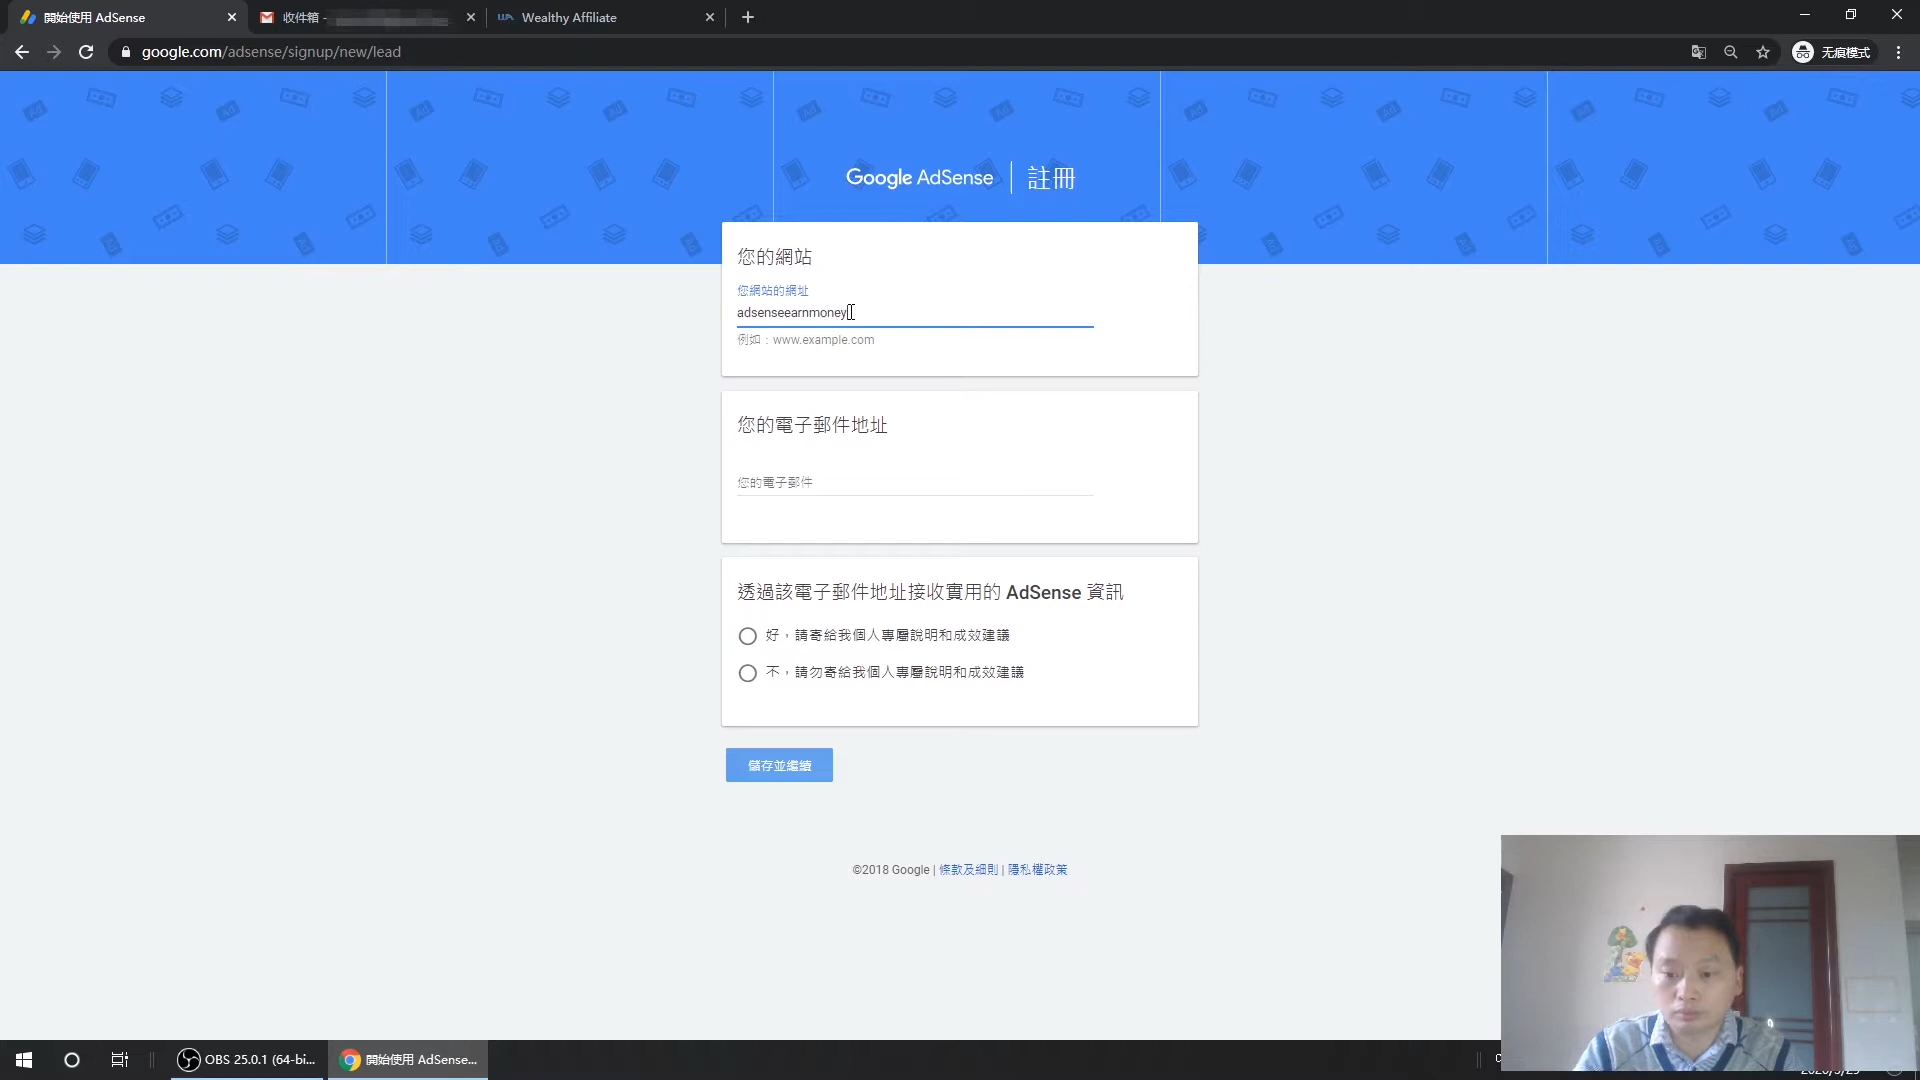 開始使用 AdSense
收件箱 -
Wealthy Affiliate
google.com/adsense/signup/new/lead
无痕模式
Google AdSense | 註冊
您的網站
您網站的網址
adsenseearnmoney
例如：www.example.com
您的電子郵件地址
您的電子郵件
透過該電子郵件地址接收實用的 AdSense 資訊
好，請寄給我個人專屬說明和成效建議
不，請勿寄給我個人專屬說明和成效建議
儲存並繼續
©2018 Google | 條款及細則 | 隱私權政策
OBS 25.0.1 (64-bi...
開始使用 AdSense...